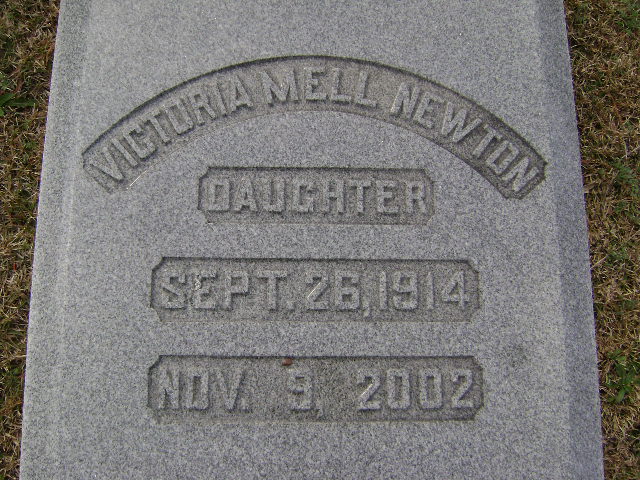 VICTORIA MELL NEWTON
DAUGHTER
SEPT. 26, 1914
NOV. 9, 2002